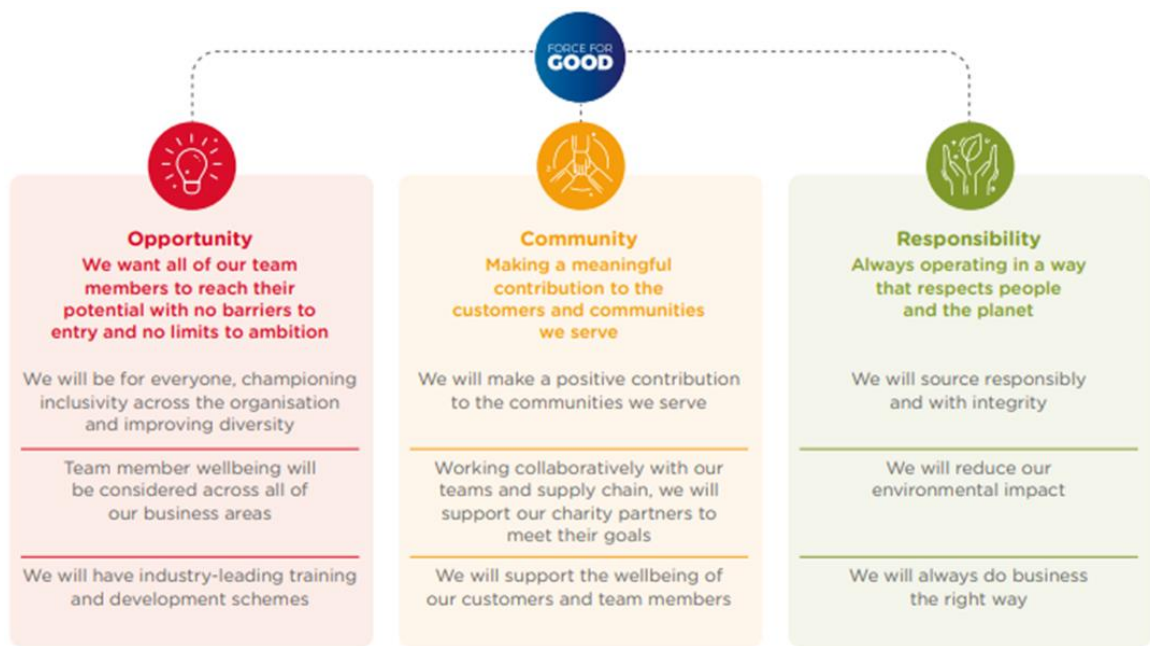 FORCE FOR
GOOD
Opportunity
We want all of our team
members to reach their
potential with no barriers to
entry and no limits to ambition
We will be for everyone, championing
inclusivity across the organisation
and improving diversity
Team member wellbeing will
be considered across all of
our business areas
We will have industry-leading training
and development schemes
Community
Making a meaningful
contribution to the
customers and communities
we serve
We will make a positive contribution
to the communities we serve
Working collaboratively with our
teams and supply chain, we will
support our charity partners to
meet their goals
We will support the wellbeing of
our customers and team members
Responsibility
Always operating in a way
that respects people
and the planet
We will source responsibly
and with integrity
We will reduce our
environmental impact
We will always do business
the right way